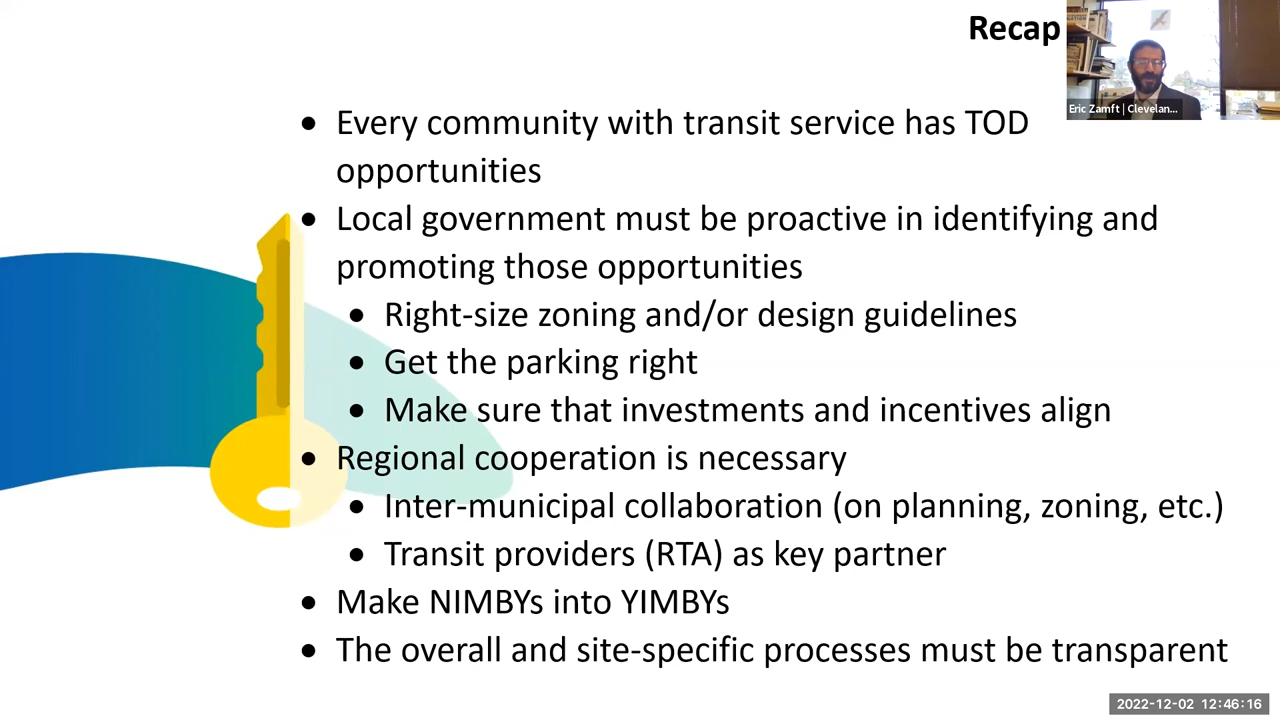 Recap
Eric Zamft | Clevelan...
• Every community with transit service has TOD
opportunities
• Local government must be proactive in identifying and
promoting those opportunities
• Right-size zoning and/or design guidelines
• Get the parking right
• Make sure that investments and incentives align
• Regional cooperation is necessary
• Inter-municipal collaboration (on planning, zoning, etc.)
• Transit providers (RTA) as key partner
• Make NIMBYs into YIMBYs
• The overall and site-specific processes must be transparent
2022-12-02 12:46:16